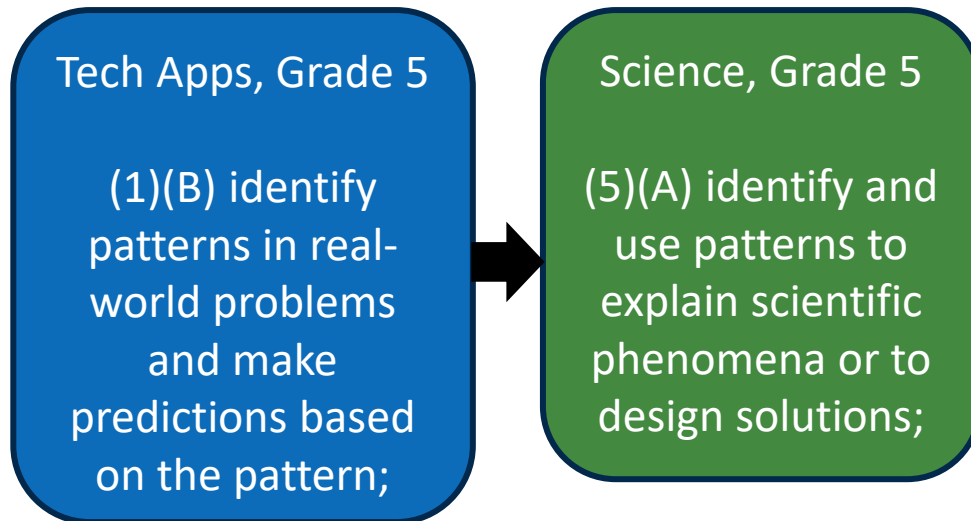 Tech Apps, Grade 5
(1)(B) identify
patterns in real-
world problems
and make
predictions based
on the pattern;
Science, Grade 5
(5)(A) identify and
use patterns to
explain scientific
phenomena or to
design solutions;